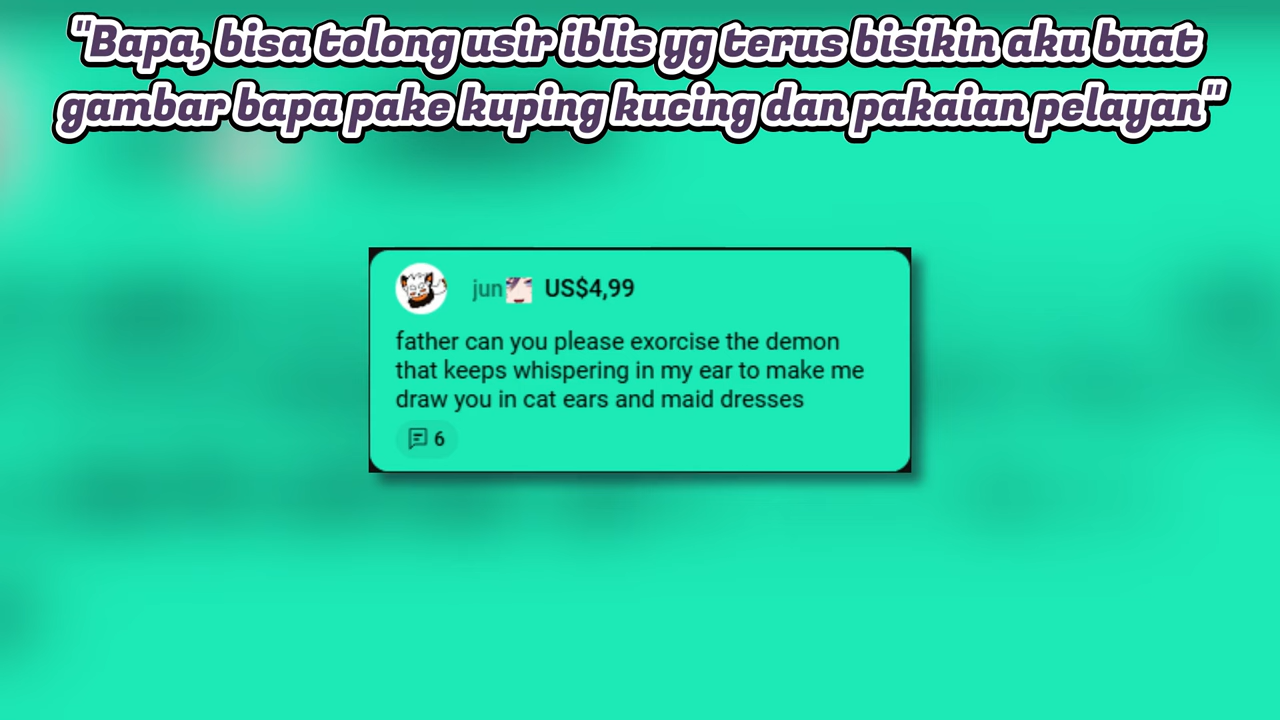 "Bapa, bisa tolong usir iblis yg terus bisikin aku buat
gambar bapa pake kuping kucing dan pakaian pelayan"
jun US$4,99
father can you please exorcise the demon
that keeps whispering in my ear to make me
draw you in cat ears and maid dresses
6